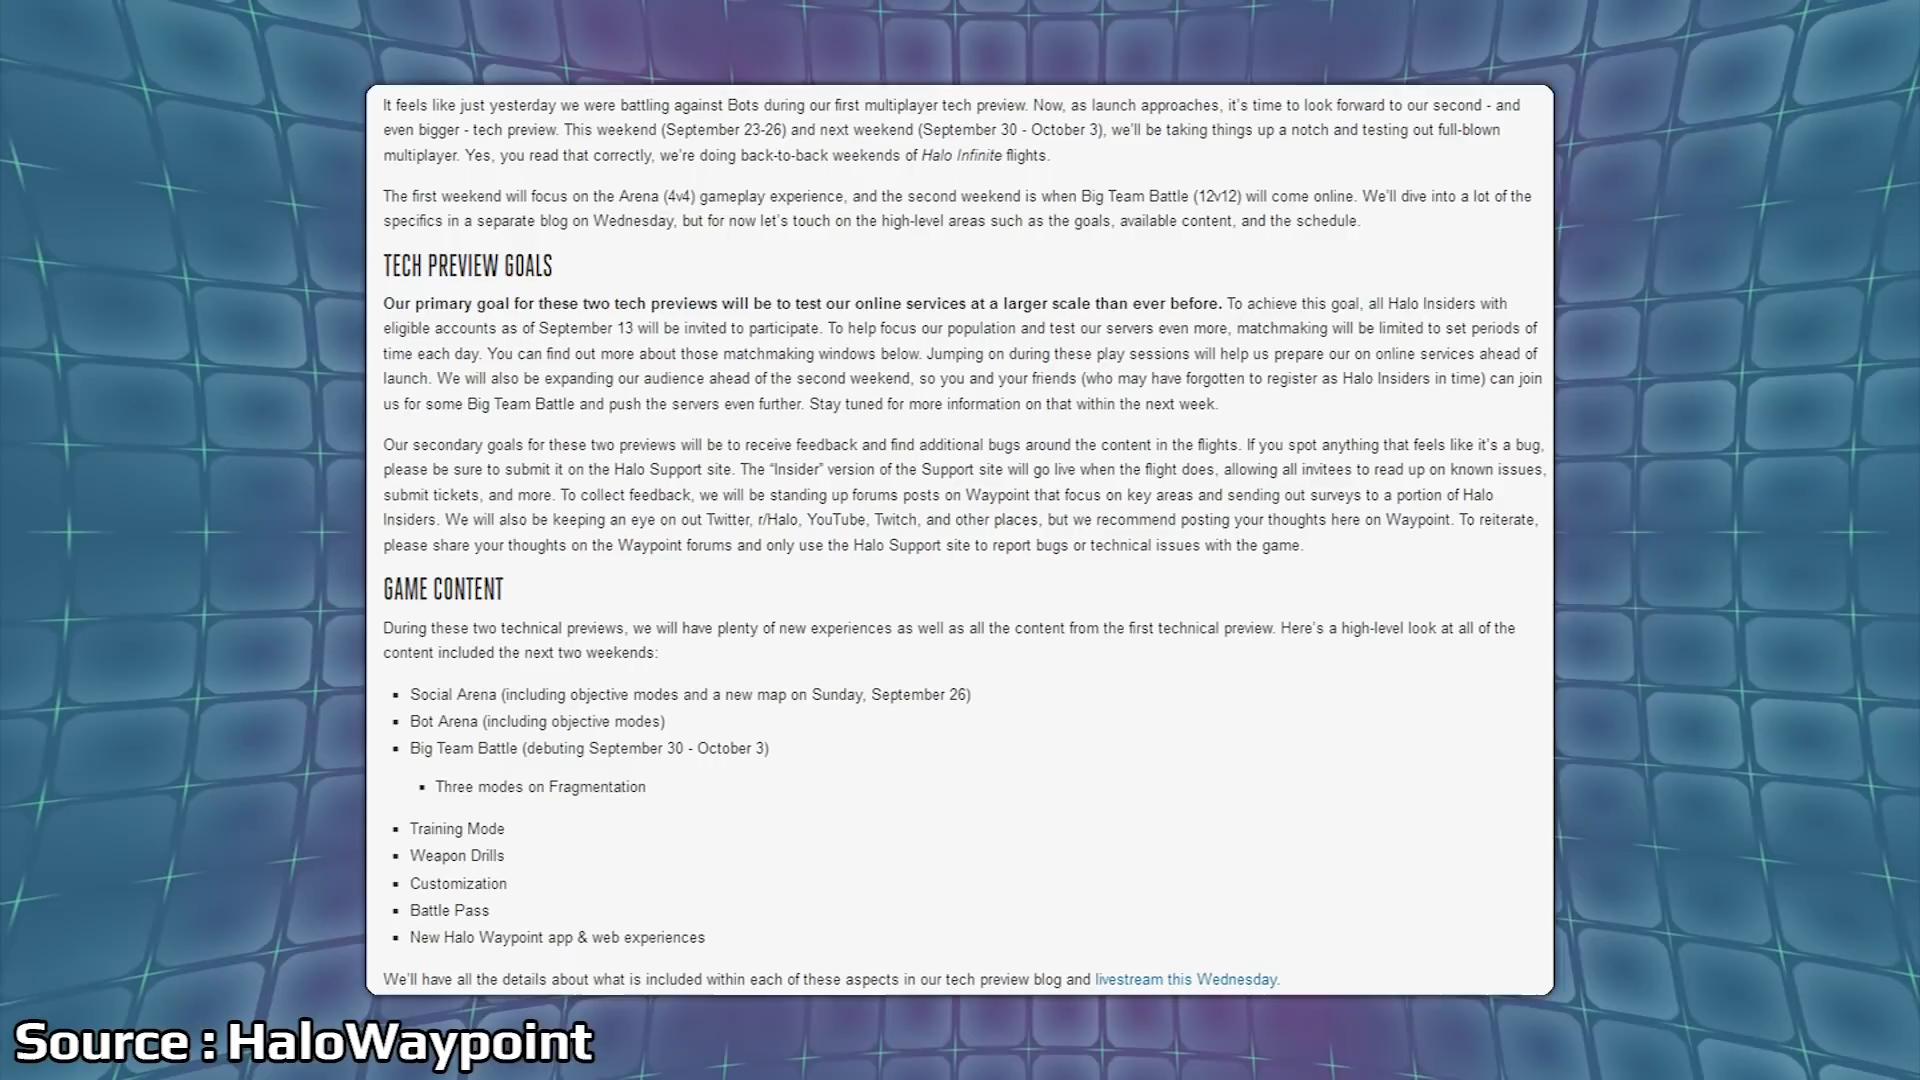 It feels like just yesterday we were battling against Bots during our first multiplayer tech preview. Now, as launch approaches, it's time to look forward to our second - and
even bigger - tech preview. This weekend (September 23-26) and next weekend (September 30 - October 3), we'll be taking things up a notch and testing out full-blown
multiplayer. Yes, you read that correctly, we're doing back-to-back weekends of Halo Infinite flights.
The first weekend will focus on the Arena (4v4) gameplay experience, and the second weekend is when Big Team Battle (12v12) will come online. We'll dive into a lot of the
specifics in a separate blog on Wednesday, but for now let's touch on the high-level areas such as the goals, available content, and the schedule.
TECH PREVIEW GOALS
Our primary goal for these two tech previews will be to test our online services at a larger scale than ever before. To achieve this goal, all Halo Insiders with
eligible accounts as of September 13 will be invited to participate. To help focus our population and test our servers even more, matchmaking will be limited to set periods of
time each day. You can find out more about those matchmaking windows below. Jumping on during these play sessions will help us prepare our on online services ahead of
launch. We will also be expanding our audience ahead of the second weekend, so you and your friends (who may have forgotten to register as Halo Insiders in time) can join
us for some Big Team Battle and push the servers even further. Stay tuned for more information on that within the next week.
Our secondary goals for these two previews will be to receive feedback and find additional bugs around the content in the flights. If you spot anything that feels like it's a bug,
please be sure to submit it on the Halo Support site. The "Insider" version of the Support site will go live when the flight does, allowing all invitees to read up on known issues,
submit tickets, and more. To collect feedback, we will be standing up forums posts on Waypoint that focus on key areas and sending out surveys to a portion of Halo
Insiders. We will also be keeping an eye on out Twitter, r/Halo, YouTube, Twitch, and other places, but we recommend posting your thoughts here on Waypoint. To reiterate,
please share your thoughts on the Waypoint forums and only use the Halo Support site to report bugs or technical issues with the game.
GAME CONTENT
During these two technical previews, we will have plenty of new experiences as well as all the content from the first technical preview. Here's a high-level look at all of the
content included the next two weekends:
▪ Social Arena (including objective modes and a new map on Sunday, September 26)
▪ Bot Arena (including objective modes)
▪ Big Team Battle (debuting September 30 - October 3)
▪ Three modes on Fragmentation
▪ Training Mode
▪ Weapon Drills
▪ Customization
▪ Battle Pass
▪ New Halo Waypoint app & web experiences
We'll have all the details about what is included within each of these aspects in our tech preview blog and livestream this Wednesday.
Source : HaloWaypoint